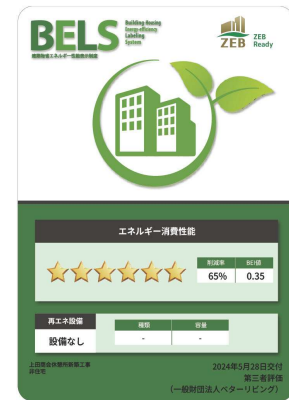 BELS
Building-Housing
Energy-efficiency
Labeling
System
建築物省エネルギー性能表示制度
ZEB
ZEB
Ready
エネルギー消費性能
削減率
BEI値
65%
0.35
再エネ設備
種類
容量
設備なし
-
-
上田商会休憩所新築工事
非住宅
2024年5月28日交付
第三者評価
(一般財団法人ベターリビング)